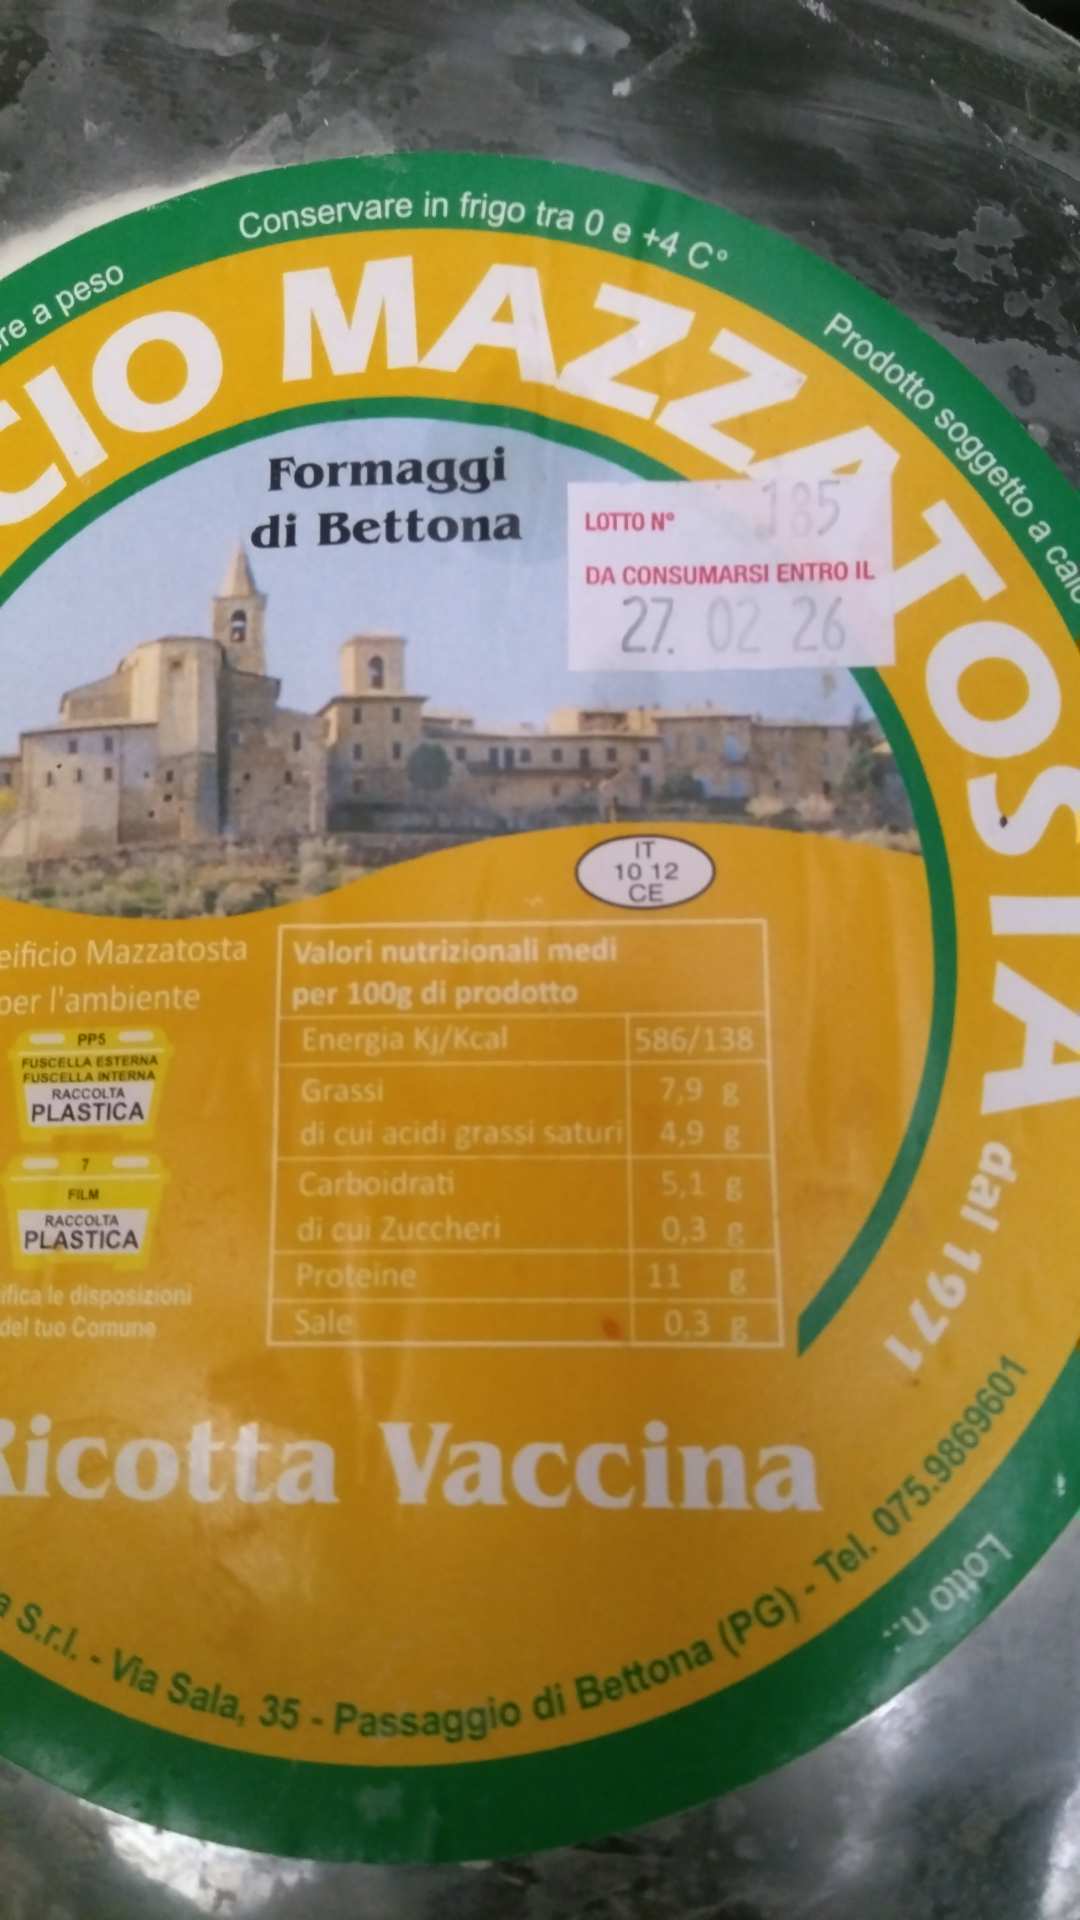 Conservare in frigo tra 0 e +4 C°
a peso
Prodotto soggetto a calo
CIO MAZZATOSTA dal 1971
Formaggi
di Bettona
LOTTO N° 185
DA CONSUMARSI ENTRO IL
27. 02 26
IT
10 12
CE
eificio Mazzatosta
per l'ambiente
PP5
FUSCELLA ESTERNA
FUSCELLA INTERNA
RACCOLTA
PLASTICA
7
FILM
RACCOLTA
PLASTICA
ifica le disposizioni
del tuo Comune
Valori nutrizionali medi
per 100g di prodotto
Energia Kj/Kcal 586/138
Grassi 7,9 g
di cui acidi grassi saturi 4,9 g
Carboidrati 5,1 g
di cui Zuccheri 0,3 g
Proteine 11 g
Sale 0,3 g
Ricotta Vaccina
a S.r.l. - Via Sala, 35 - Passaggio di Bettona (PG) - Tel. 075.9869601
Lotto n..